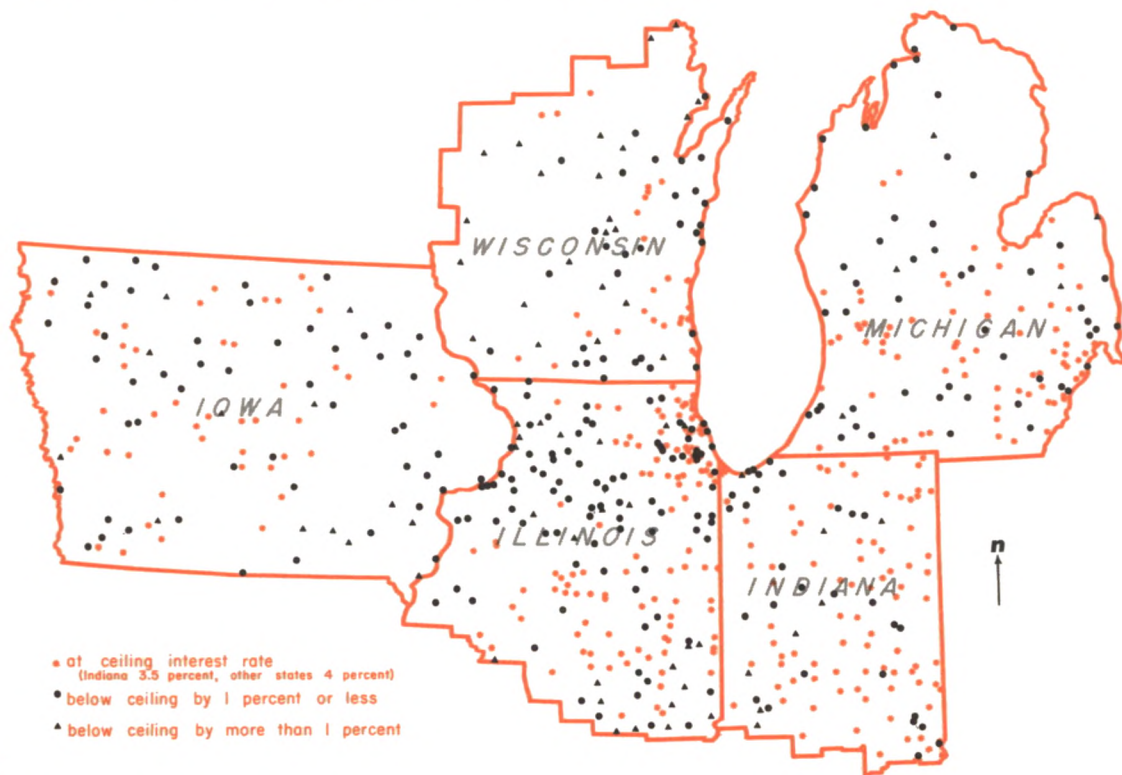 WISCONSIN
MICHIGAN
IOWA
ILLINOIS
n
INDIANA
at ceiling interest rate
(Indiana 3.5 percent, other states 4 percent)
below ceiling by 1 percent or less
below ceiling by more than 1 percent